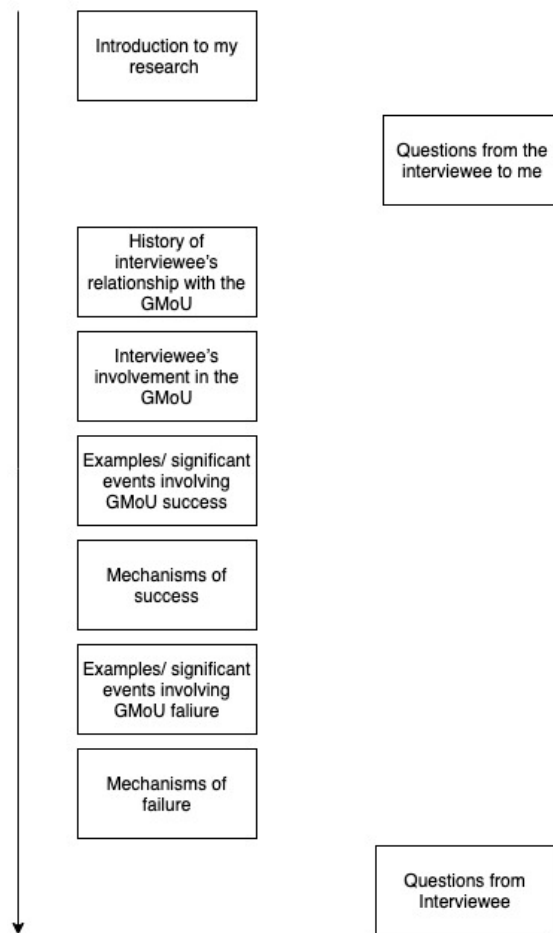 Introduction to my
research
Questions from the
interviewee to me
History of
interviewee's
relationship with the
GMoU
Interviewee's
involvement in the
GMoU
Examples/ significant
events involving
GMoU success
Mechanisms of
success
Examples/ significant
events involving
GMoU faliure
Mechanisms of
failure
Questions from
Interviewee